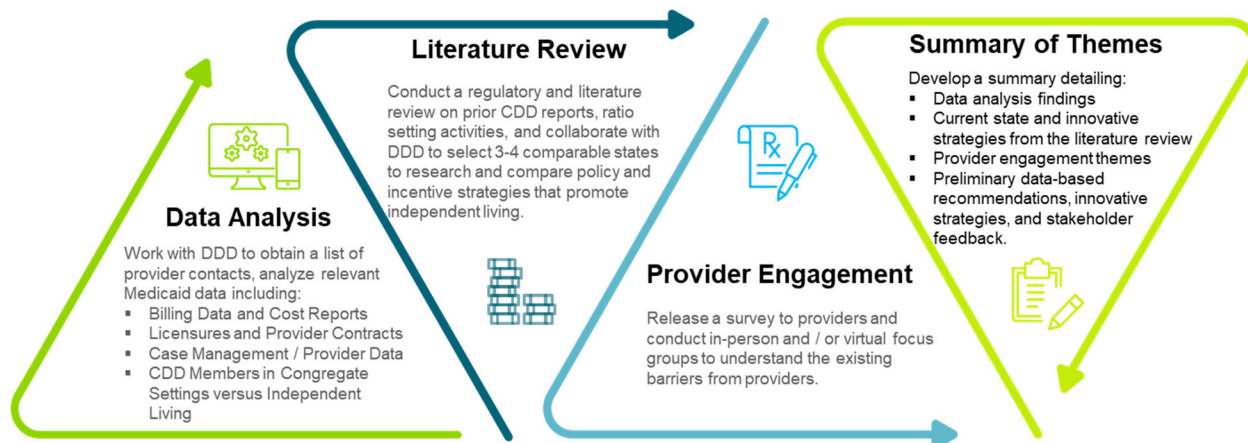 Data Analysis
Work with DDD to obtain a list of
provider contacts, analyze relevant
Medicaid data including:
▪ Billing Data and Cost Reports
▪ Licensures and Provider Contracts
▪ Case Management / Provider Data
▪ CDD Members in Congregate
Settings versus Independent
Living
Literature Review
Conduct a regulatory and literature
review on prior CDD reports, ratio
setting activities, and collaborate with
DDD to select 3-4 comparable states
to research and compare policy and
incentive strategies that promote
independent living.
Rx
Provider Engagement
Release a survey to providers and
conduct in-person and / or virtual focus
groups to understand the existing
barriers from providers.
Summary of Themes
Develop a summary detailing:
▪ Data analysis findings
▪ Current state and innovative
strategies from the literature review
▪ Provider engagement themes
▪ Preliminary data-based
recommendations, innovative
strategies, and stakeholder
feedback.